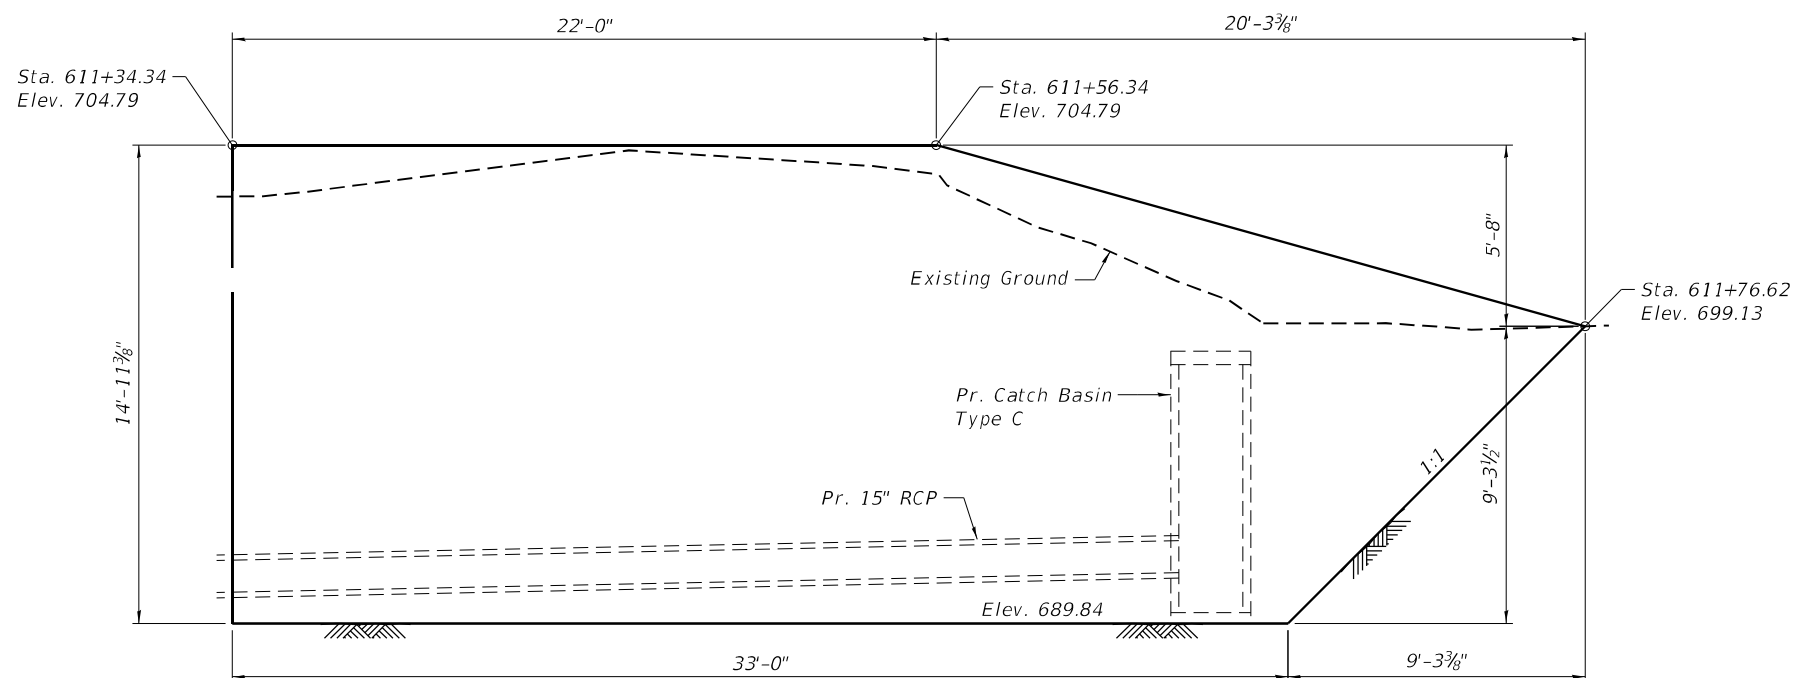 22'-0"
20'-3⅜"
Sta. 611+34.34
Elev. 704.79
Sta. 611+56.34
Elev. 704.79
5'-8"
Existing Ground
Sta. 611+76.62
Elev. 699.13
14'-11⅜"
Pr. Catch Basin
Type C
1:1
9'-3½"
Pr. 15" RCP
Elev. 689.84
33'-0"
9'-3⅜"